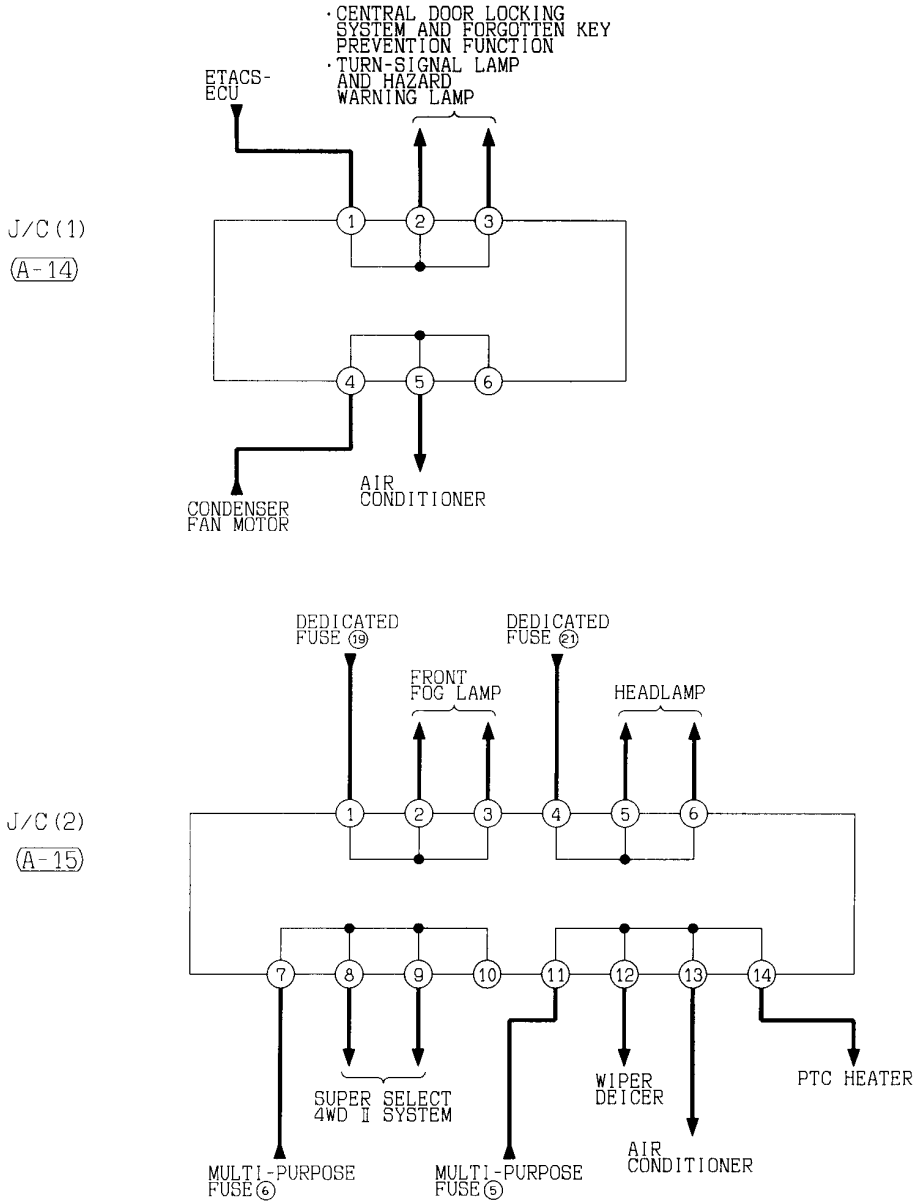 · CENTRAL DOOR LOCKING
SYSTEM AND FORGOTTEN KEY
PREVENTION FUNCTION
· TURN-SIGNAL LAMP
AND HAZARD
WARNING LAMP
ETACS-
ECU
1
2
3
J/C(1)
A-14
4
5
6
AIR
CONDITIONER
CONDENSER
FAN MOTOR
DEDICATED
FUSE ⑲
DEDICATED
FUSE ㉑
FRONT
FOG LAMP
HEADLAMP
1
2
3
4
5
6
J/C(2)
A-15
7
8
9
10
11
12
13
14
SUPER SELECT
4WD Ⅱ SYSTEM
WIPER
DEICER
PTC HEATER
AIR
CONDITIONER
MULTI-PURPOSE
FUSE ⑥
MULTI-PURPOSE
FUSE ⑤